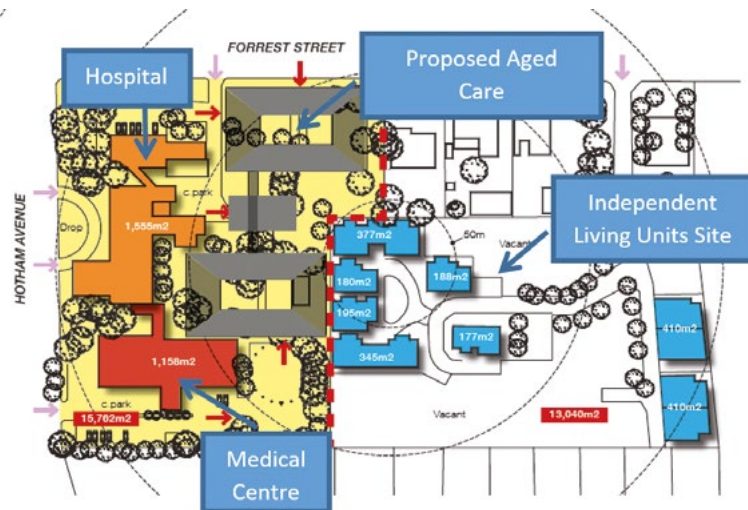 FORREST STREET
Hospital
Proposed Aged
Care
c.park
HOTHAM AVENUE
Drop
1,555m2
Independent
Living Units Site
377m2
50m
Vacant
180m2
188m2
195m2
177m2
345m2
410m2
1,158m2
410m2
c.park
15,762m2
Vacant
13,040m2
Medical
Centre